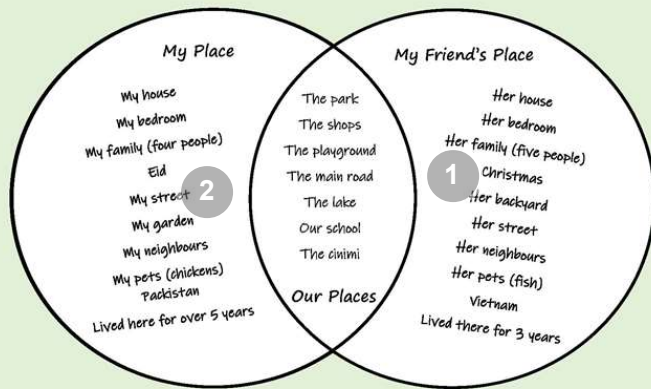 My Place
My house
My bedroom
My family (four people)
Eid
My street
My garden
My neighbours
My pets (chickens)
Packistan
Lived here for over 5 years
2
The park
The shops
The playground
The main road
The lake
Our school
The cinimi
Our Places
My Friend's Place
Her house
Her bedroom
Her family (five people)
Christmas
Her backyard
Her street
Her neighbours
Her pets (fish)
Vietnam
Lived there for 3 years
1